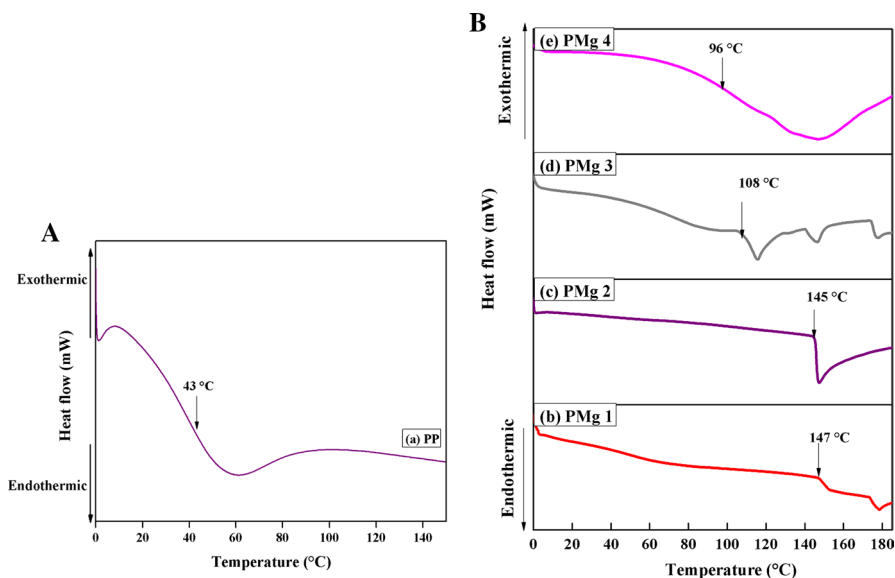 A
Exothermic
Heat flow (mW)
Endothermic
43 °C
(a) PP
0 20 40 60 80 100 120 140
Temperature (°C)
B
Exothermic
Heat flow (mW)
Endothermic
(e) PMg 4
96 °C
(d) PMg 3
108 °C
(c) PMg 2
145 °C
(b) PMg 1
147 °C
0 20 40 60 80 100 120 140 160 180
Temperature (°C)